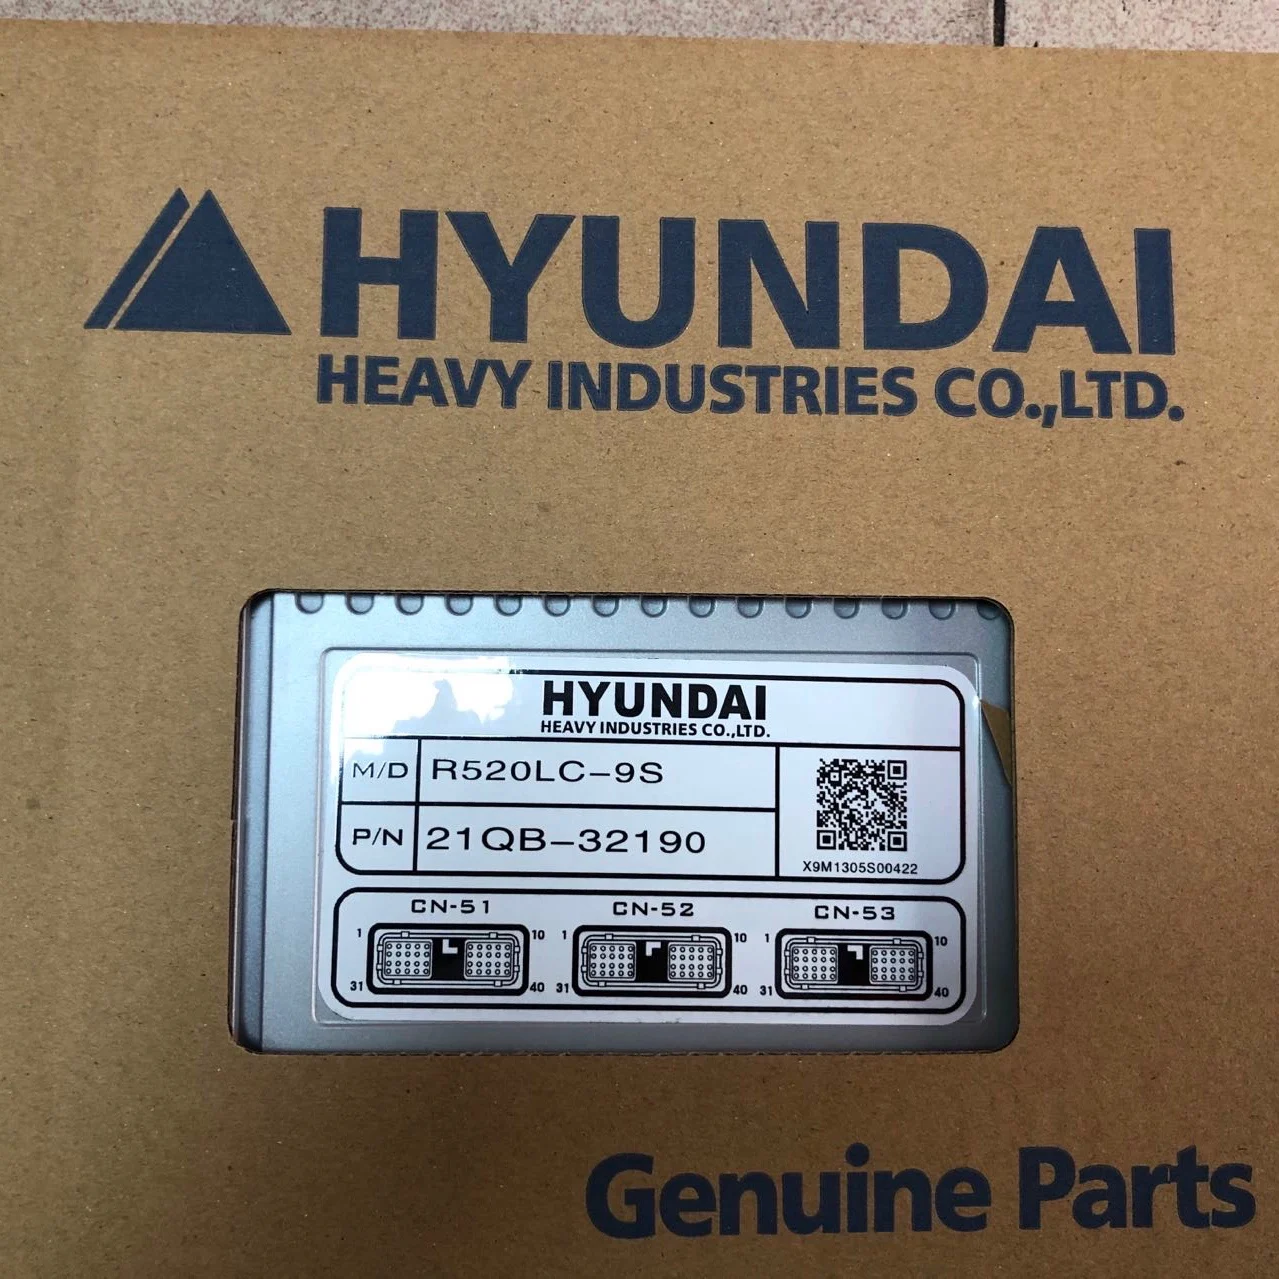 HYUNDAI
HEAVY INDUSTRIES CO.,LTD.
HYUNDAI
HEAVY INDUSTRIES CO.,LTD.
M/D R520LC-9S
P/N 21QB-32190
X9M1305S00422
CN-51 CN-52 CN-53
1 10 1 10 1 10
31 40 31 40 31 40
Genuine Parts